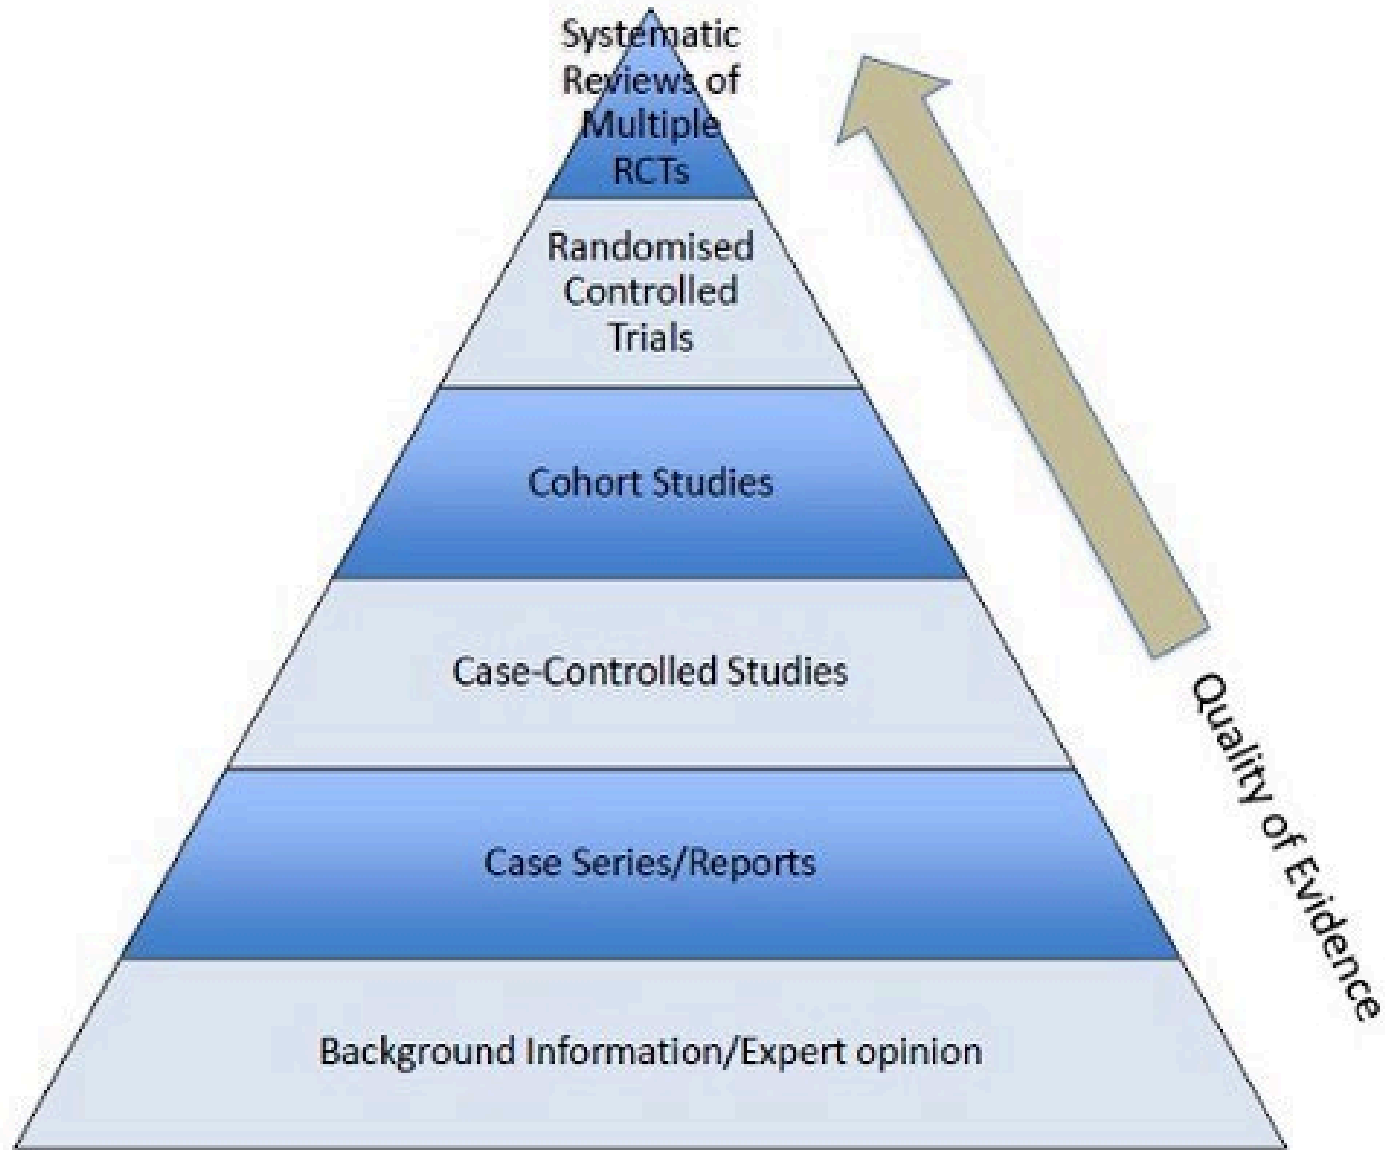 Systematic
Reviews of
Multiple
RCTs
Randomised
Controlled
Trials
Cohort Studies
Case-Controlled Studies
Case Series/Reports
Background Information/Expert opinion
Quality of Evidence